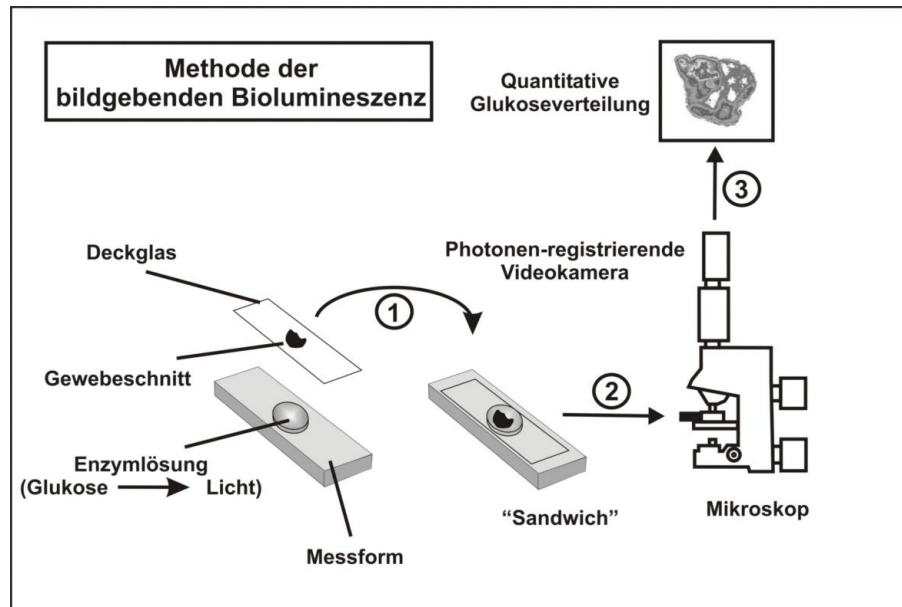 Methode der
bildgebenden Biolumineszenz
Quantitative
Glukoseverteilung
3
Photonen-registrierende
Videokamera
Deckglas
1
Gewebeschnitt
2
Enzymlösung
(Glukose → Licht)
"Sandwich"
Mikroskop
Messform